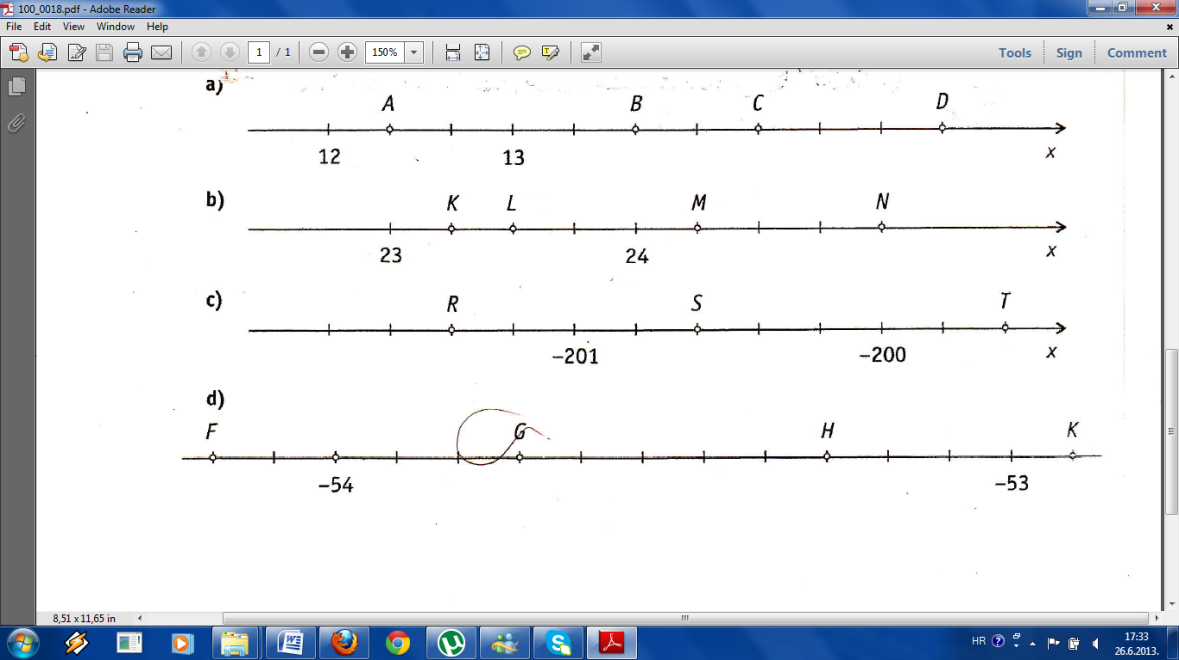 100_0018.pdf - Adobe Reader
File Edit View Window Help
1 / 1 150% Tools Sign Comment
a)
A B C D
12 13 x
b)
K L M N
23 24 x
c)
R S T
-201 -200 x
d)
F G H K
-54 -53
8,51 x 11,65 in
HR 17:33
26.6.2013.